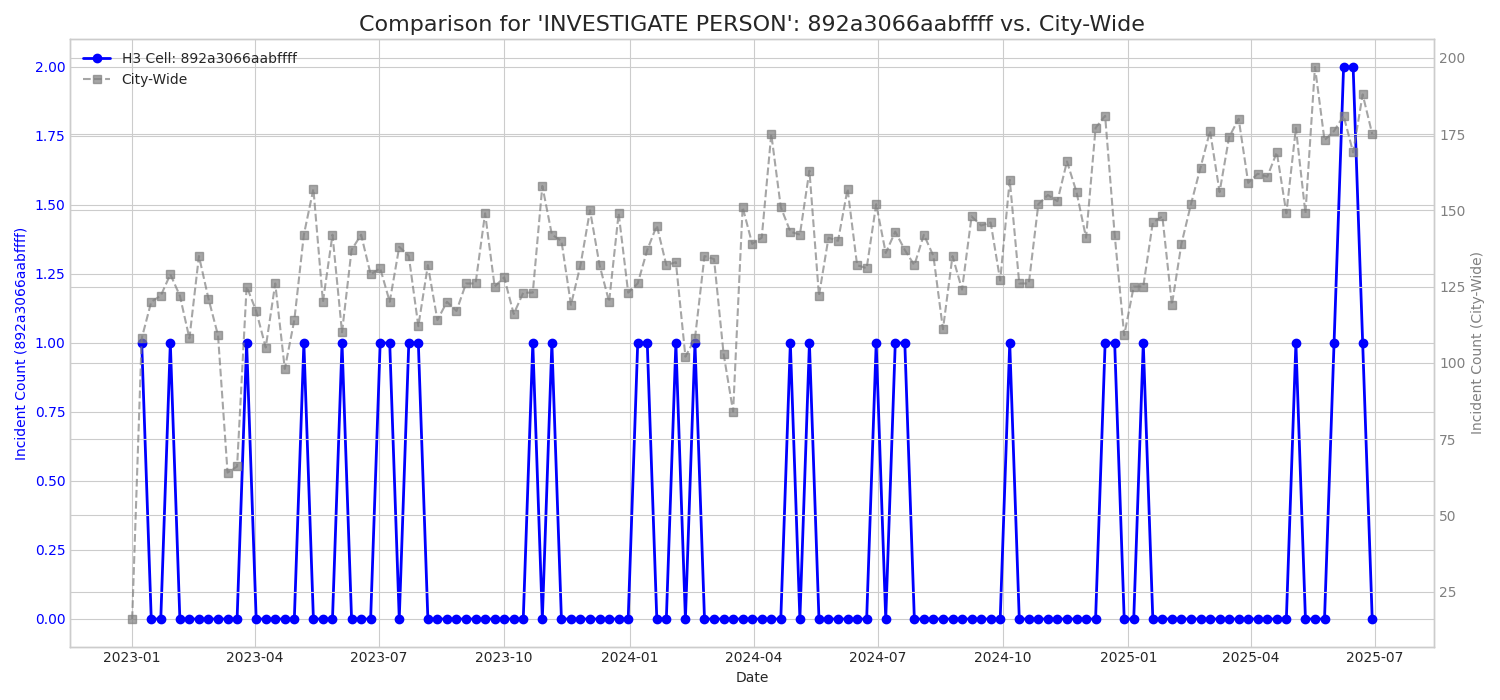 Comparison for 'INVESTIGATE PERSON': 892a3066aabffff vs. City-Wide
H3 Cell: 892a3066aabffff
City-Wide
Incident Count (892a3066aabffff)
2.00
1.75
1.50
1.25
1.00
0.75
0.50
0.25
0.00
200
175
150
125
100
75
50
25
Incident Count (City-Wide)
2023-01 2023-04 2023-07 2023-10 2024-01 2024-04 2024-07 2024-10 2025-01 2025-04 2025-07
Date